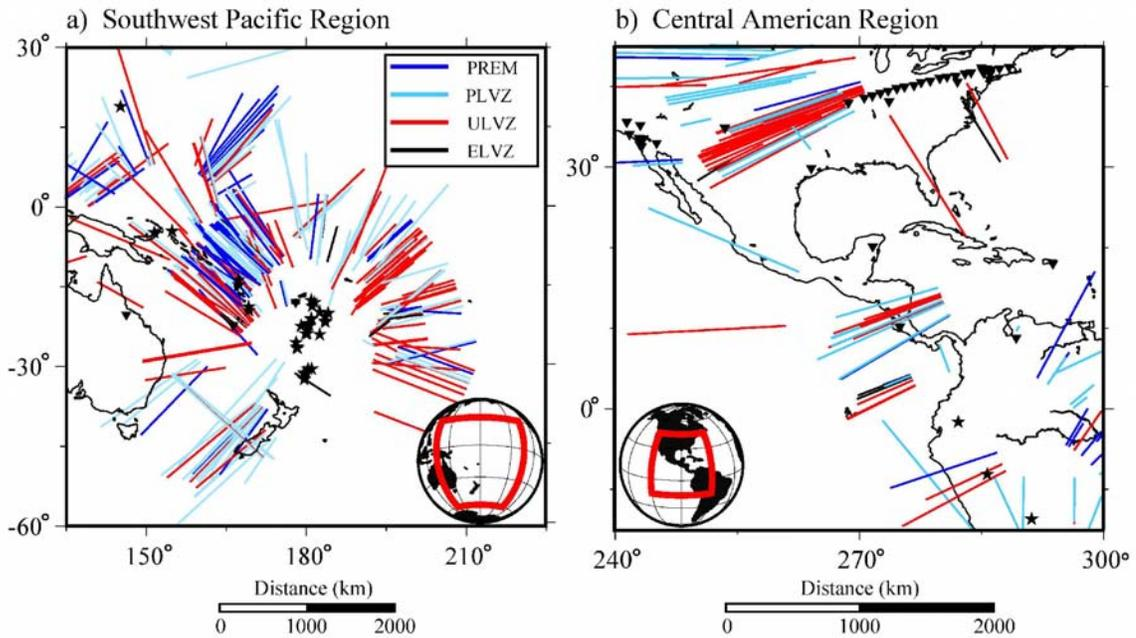 a) Southwest Pacific Region
b) Central American Region
30°
0°
-30°
-60°
150°
180°
210°
PREM
PLVZ
ULVZ
ELVZ
Distance (km)
0
1000
2000
30°
0°
240°
270°
300°
Distance (km)
0
1000
2000